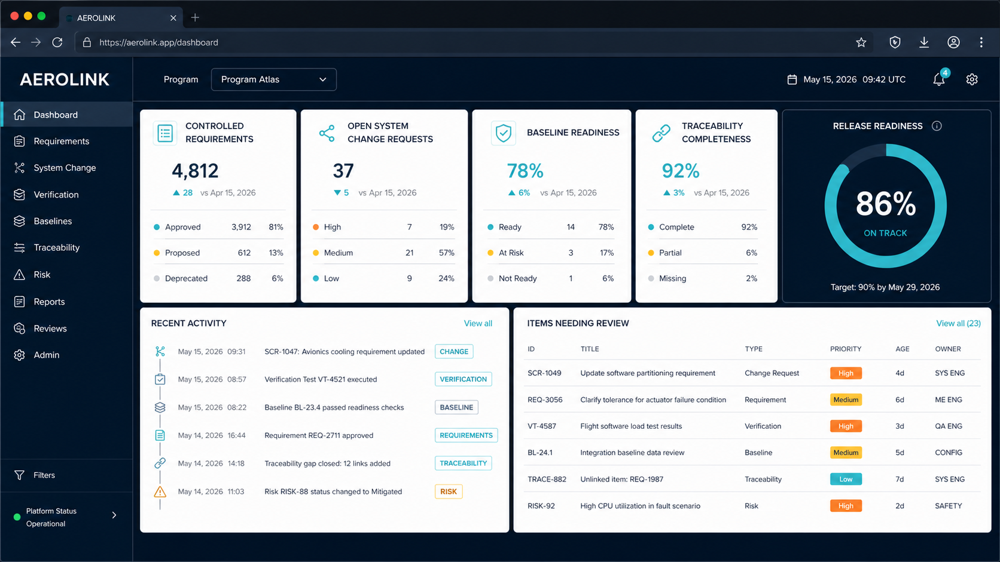 AEROLINK
https://aerolink.app/dashboard
AEROLINK
Program
Program Atlas
May 15, 2026 09:42 UTC
4
Dashboard
Requirements
System Change
Verification
Baselines
Traceability
Risk
Reports
Reviews
Admin
Filters
Platform Status
Operational
CONTROLLED
REQUIREMENTS
4,812
▲ 28 vs Apr 15, 2026
Approved 3,912 81%
Proposed 612 13%
Deprecated 288 6%
OPEN SYSTEM
CHANGE REQUESTS
37
▼ 5 vs Apr 15, 2026
High 7 19%
Medium 21 57%
Low 9 24%
BASELINE READINESS
78%
▲ 6% vs Apr 15, 2026
Ready 14 78%
At Risk 3 17%
Not Ready 1 6%
TRACEABILITY
COMPLETENESS
92%
▲ 3% vs Apr 15, 2026
Complete 92%
Partial 6%
Missing 2%
RELEASE READINESS
86%
ON TRACK
Target: 90% by May 29, 2026
RECENT ACTIVITY View all
May 15, 2026 09:31 SCR-1047: Avionics cooling requirement updated CHANGE
May 15, 2026 08:57 Verification Test VT-4521 executed VERIFICATION
May 15, 2026 08:22 Baseline BL-23.4 passed readiness checks BASELINE
May 14, 2026 16:44 Requirement REQ-2711 approved REQUIREMENTS
May 14, 2026 14:18 Traceability gap closed: 12 links added TRACEABILITY
May 14, 2026 11:03 Risk RISK-88 status changed to Mitigated RISK
ITEMS NEEDING REVIEW View all (23)
ID TITLE TYPE PRIORITY AGE OWNER
SCR-1049 Update software partitioning requirement Change Request High 4d SYS ENG
REQ-3056 Clarify tolerance for actuator failure condition Requirement Medium 6d ME ENG
VT-4587 Flight software load test results Verification High 3d QA ENG
BL-24.1 Integration baseline data review Baseline Medium 5d CONFIG
TRACE-882 Unlinked item: REQ-1987 Traceability Low 7d SYS ENG
RISK-92 High CPU utilization in fault scenario Risk High 2d SAFETY